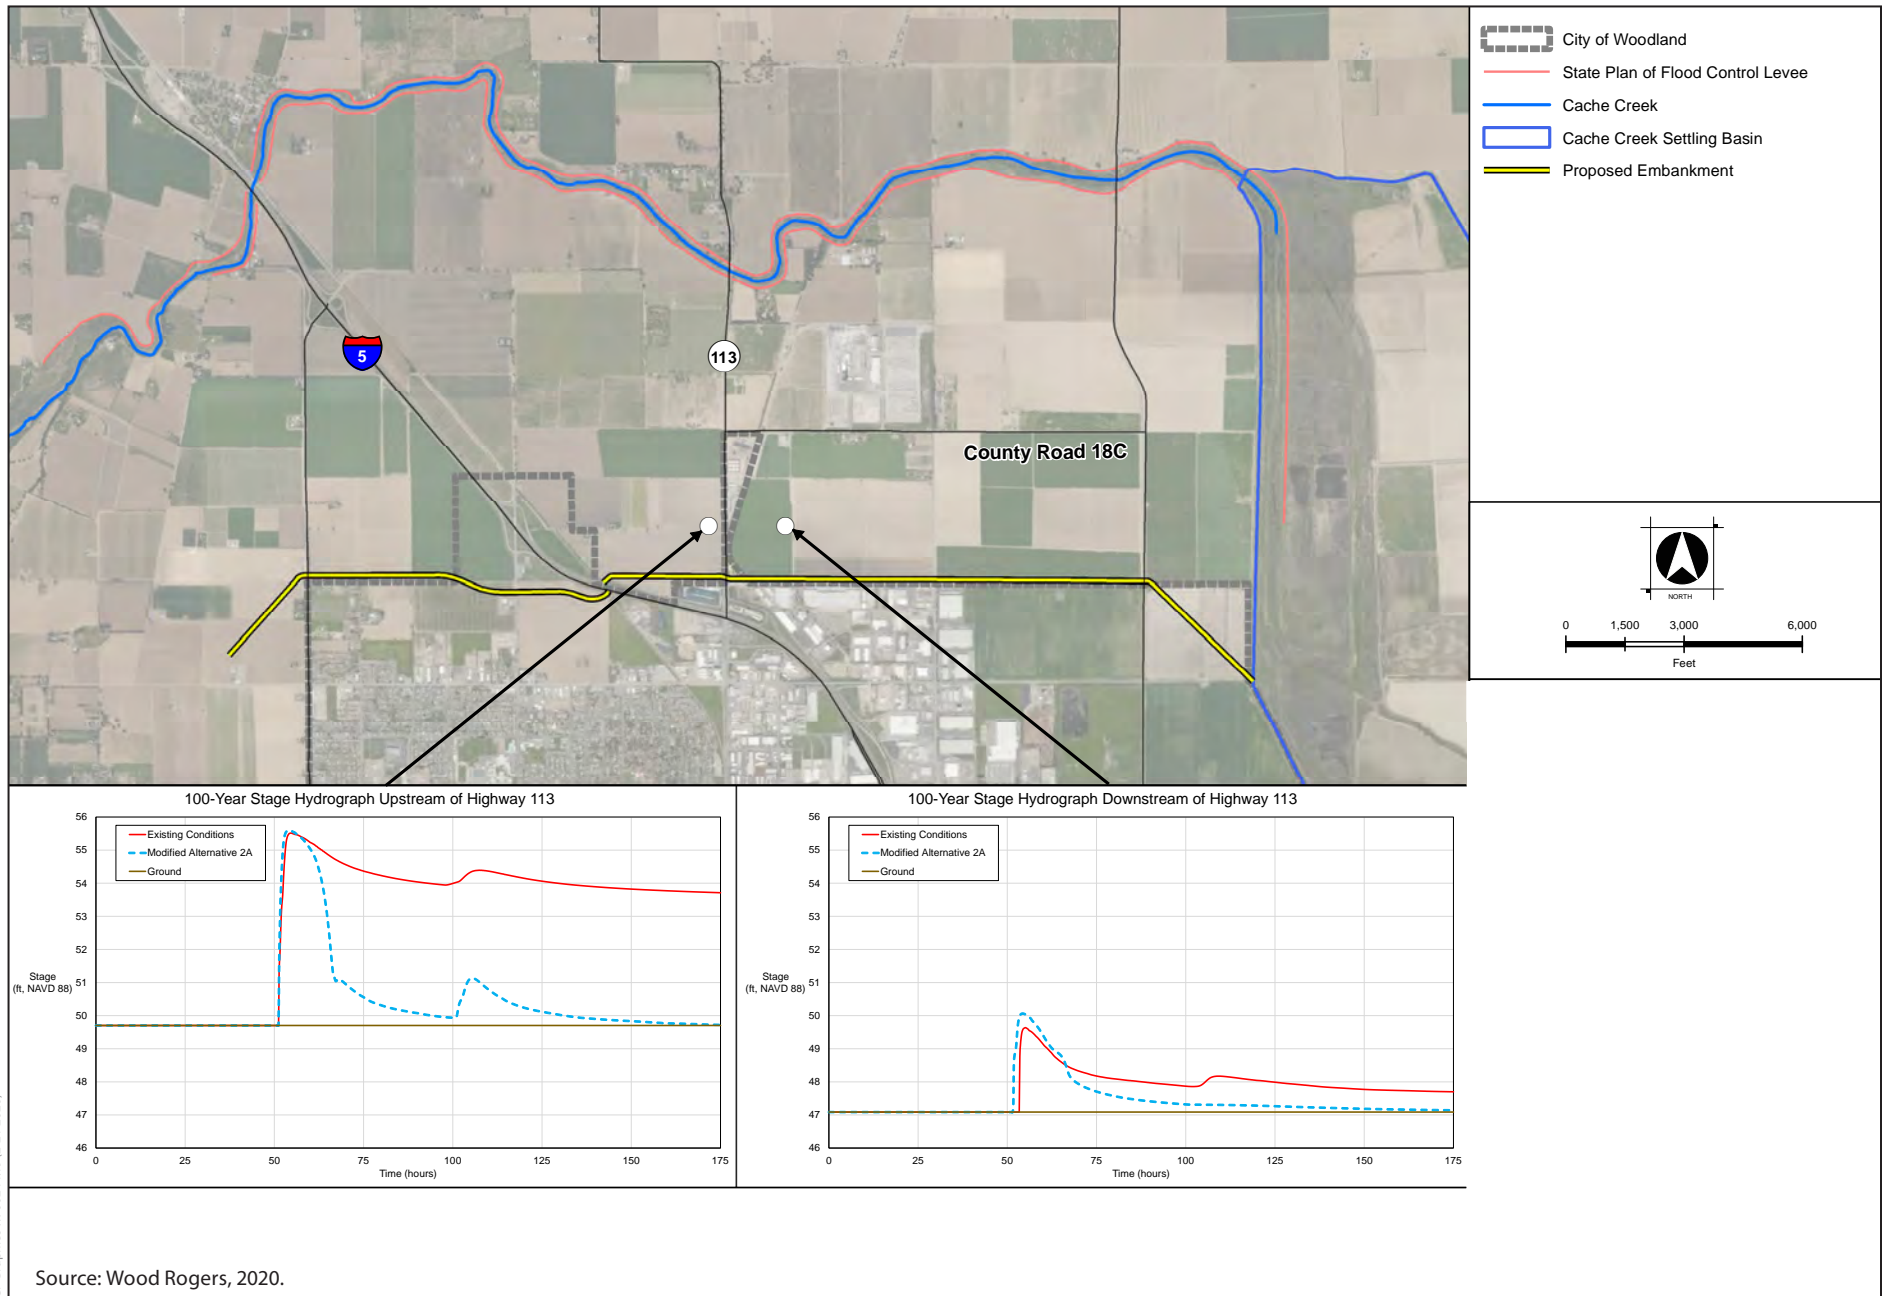 City of Woodland
State Plan of Flood Control Levee
Cache Creek
Cache Creek Settling Basin
Proposed Embankment
5
113
County Road 18C
NORTH
0 1,500 3,000 6,000
Feet
100-Year Stage Hydrograph Upstream of Highway 113
Existing Conditions
Modified Alternative 2A
Ground
56
55
54
53
52
51
50
49
48
47
46
Stage
(ft, NAVD 88)
0 25 50 75 100 125 150 175
Time (hours)
100-Year Stage Hydrograph Downstream of Highway 113
Existing Conditions
Modified Alternative 2A
Ground
56
55
54
53
52
51
50
49
48
47
46
Stage
(ft, NAVD 88)
0 25 50 75 100 125 150 175
Time (hours)
Source: Wood Rogers, 2020.